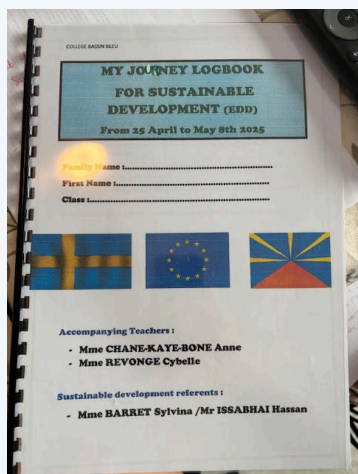 COLLEGE BASSIN BLEU
MY JOURNEY LOGBOOK
FOR SUSTAINABLE
DEVELOPMENT (EDD)
From 25 April to May 8th 2025
Family Name :....................................................
First Name :......................................................
Class :..............................................................
Accompanying Teachers :
- Mme CHANE-KAYE-BONE Anne
- Mme REVONGE Cybelle
Sustainable development referents :
- Mme BARRET Sylvina /Mr ISSABHAI Hassan